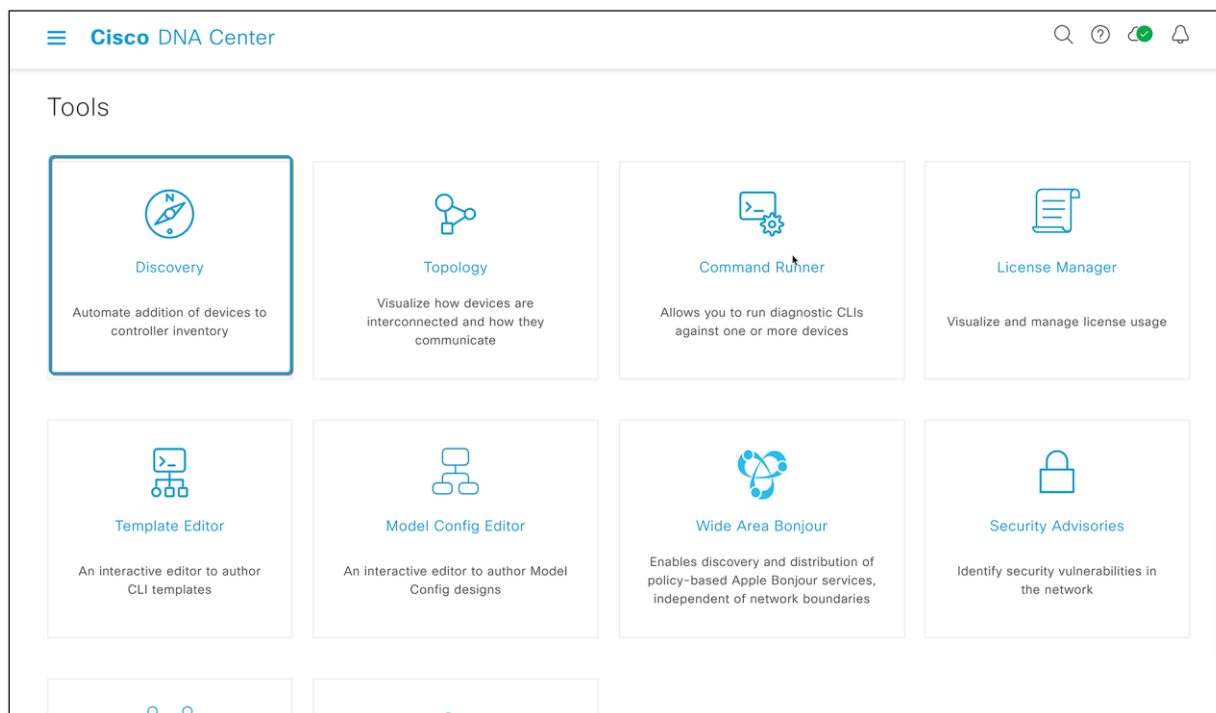 Cisco DNA Center
Tools
N
Discovery
Automate addition of devices to
controller inventory
Topology
Visualize how devices are
interconnected and how they
communicate
Command Runner
Allows you to run diagnostic CLIs
against one or more devices
License Manager
Visualize and manage license usage
Template Editor
An interactive editor to author
CLI templates
Model Config Editor
An interactive editor to author Model
Config designs
Wide Area Bonjour
Enables discovery and distribution of
policy-based Apple Bonjour services,
independent of network boundaries
Security Advisories
Identify security vulnerabilities in
the network